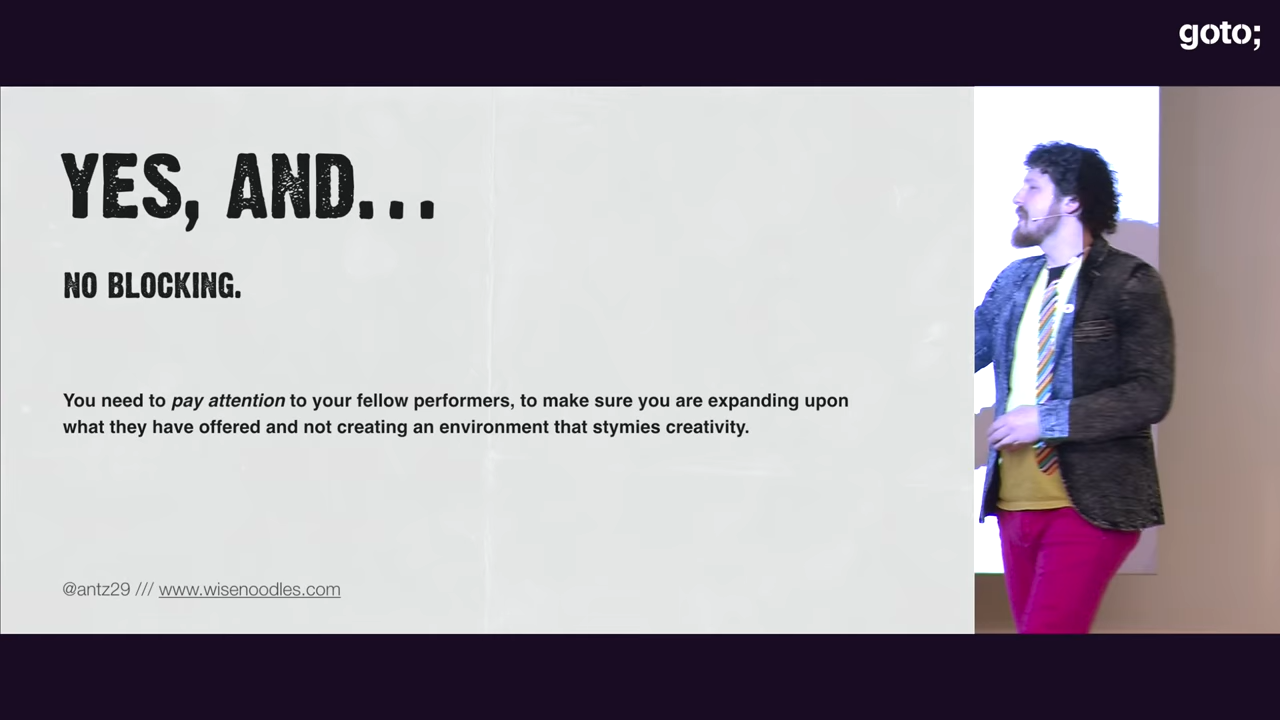 goto;
YES, AND...
NO BLOCKING.
You need to pay attention to your fellow performers, to make sure you are expanding upon
what they have offered and not creating an environment that stymies creativity.
@antz29 /// www.wisenoodles.com